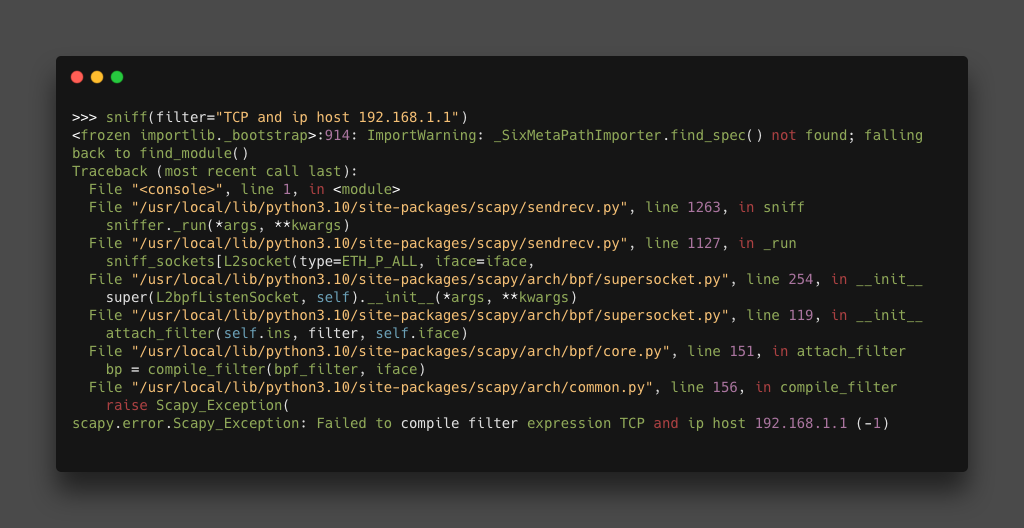 >>> sniff(filter="TCP and ip host 192.168.1.1")
<frozen importlib._bootstrap>:914: ImportWarning: _SixMetaPathImporter.find_spec() not found; falling
back to find_module()
Traceback (most recent call last):
  File "<console>", line 1, in <module>
  File "/usr/local/lib/python3.10/site-packages/scapy/sendrecv.py", line 1263, in sniff
    sniffer._run(*args, **kwargs)
  File "/usr/local/lib/python3.10/site-packages/scapy/sendrecv.py", line 1127, in _run
    sniff_sockets[L2socket(type=ETH_P_ALL, iface=iface,
  File "/usr/local/lib/python3.10/site-packages/scapy/arch/bpf/supersocket.py", line 254, in __init__
    super(L2bpfListenSocket, self).__init__(*args, **kwargs)
  File "/usr/local/lib/python3.10/site-packages/scapy/arch/bpf/supersocket.py", line 119, in __init__
    attach_filter(self.ins, filter, self.iface)
  File "/usr/local/lib/python3.10/site-packages/scapy/arch/bpf/core.py", line 151, in attach_filter
    bp = compile_filter(bpf_filter, iface)
  File "/usr/local/lib/python3.10/site-packages/scapy/arch/common.py", line 156, in compile_filter
    raise Scapy_Exception(
scapy.error.Scapy_Exception: Failed to compile filter expression TCP and ip host 192.168.1.1 (-1)